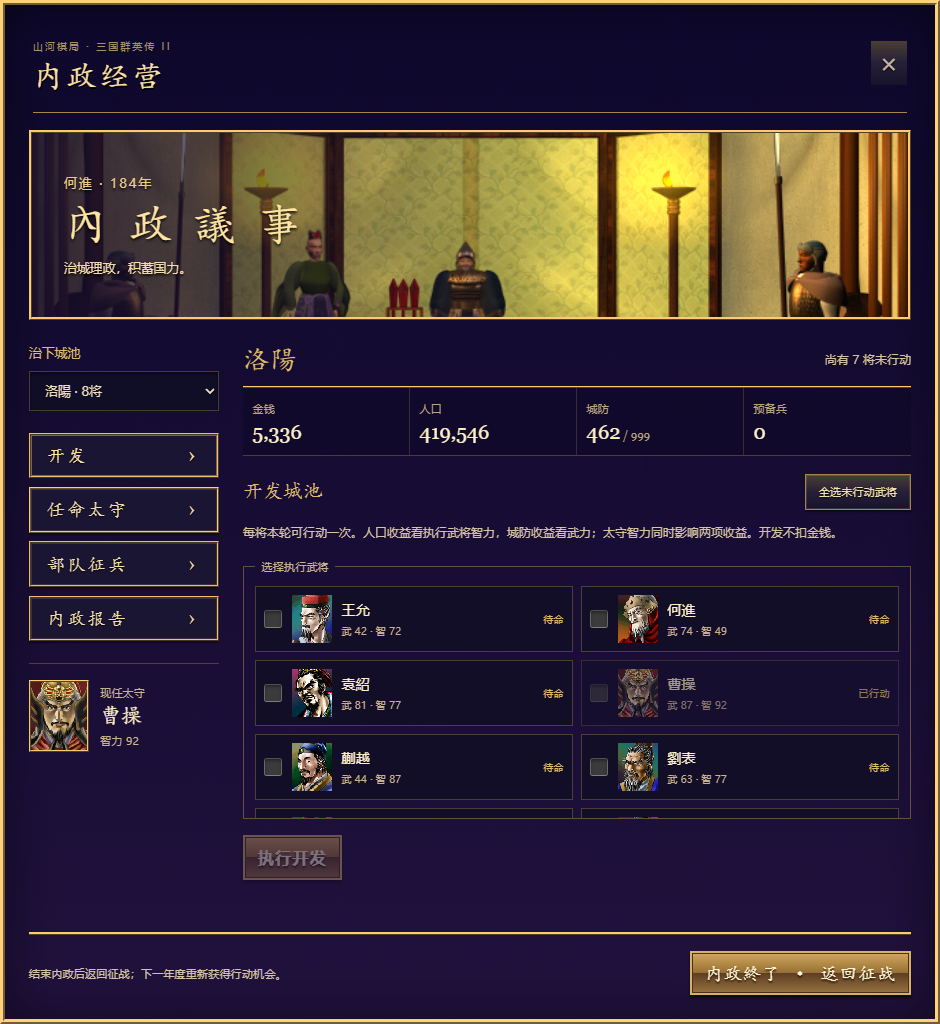 山河棋局 · 三国群英传 II
内政经营
×
何進 · 184年
內政議事
治城理政，积蓄国力。
治下城池
洛陽 · 8将
开发 ›
任命太守 ›
部队征兵 ›
内政报告 ›
现任太守
曹操
智力 92
洛陽
尚有 7 将未行动
金钱
5,336
人口
419,546
城防
462 / 999
预备兵
0
开发城池
全选未行动武将
每将本轮可行动一次。人口收益看执行武将智力，城防收益看武力；太守智力同时影响两项收益。开发不扣金钱。
选择执行武将
王允
武 42 · 智 72
待命
何進
武 74 · 智 49
待命
袁紹
武 81 · 智 77
待命
曹操
武 87 · 智 92
已行动
蒯越
武 44 · 智 87
待命
劉表
武 63 · 智 77
待命
执行开发
结束内政后返回征战；下一年度重新获得行动机会。
内政終了 • 返回征战